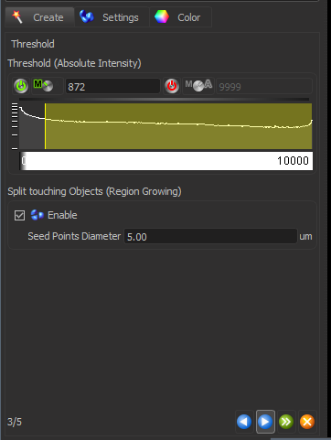 Create Settings Color
Threshold
Threshold (Absolute Intensity)
M 872 M A 9999
10000
Split touching Objects (Region Growing)
Enable
Seed Points Diameter 5.00 um
3/5